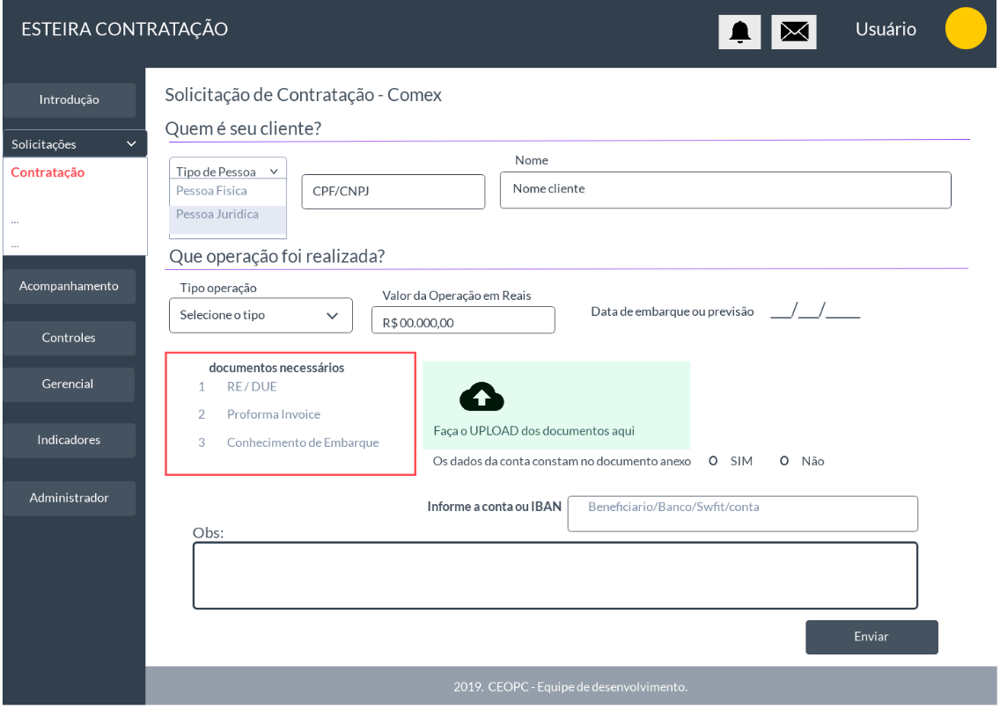 ESTEIRA CONTRATAÇÃO
Usuário
Introdução
Solicitações
Contratação
...
...
Acompanhamento
Controles
Gerencial
Indicadores
Administrador
Solicitação de Contratação - Comex
Quem é seu cliente?
Tipo de Pessoa
Pessoa Fisica
Pessoa Juridica
CPF/CNPJ
Nome
Nome cliente
Que operação foi realizada?
Tipo operação
Selecione o tipo
Valor da Operação em Reais
R$ 00.000,00
Data de embarque ou previsão ___/___/_____
documentos necessários
1 RE / DUE
2 Proforma Invoice
3 Conhecimento de Embarque
Faça o UPLOAD dos documentos aqui
Os dados da conta constam no documento anexo O SIM O Não
Informe a conta ou IBAN
Beneficiario/Banco/Swfit/conta
Obs:
Enviar
2019. CEOPC - Equipe de desenvolvimento.